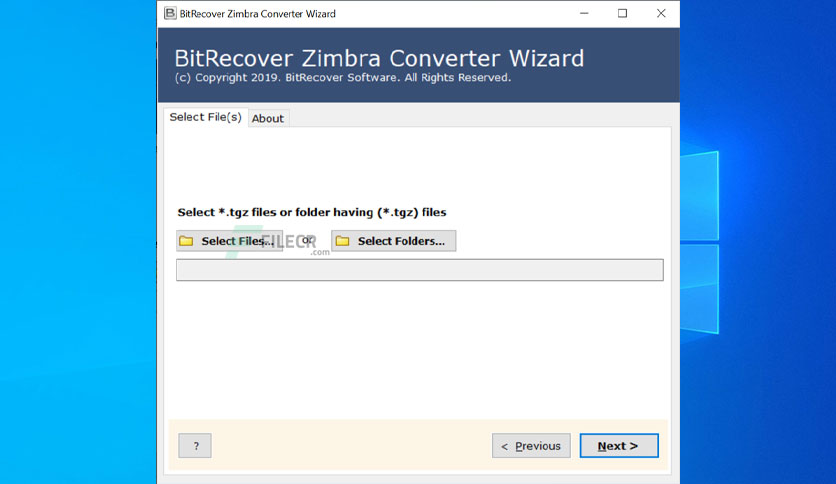 BitRecover Zimbra Converter Wizard
BitRecover Zimbra Converter Wizard
(c) Copyright 2019. BitRecover Software. All Rights Reserved.
Select File(s) About
Select *.tgz files or folder having (*.tgz) files
Select Files... or Select Folders...
FILECR
.com
? < Previous Next >